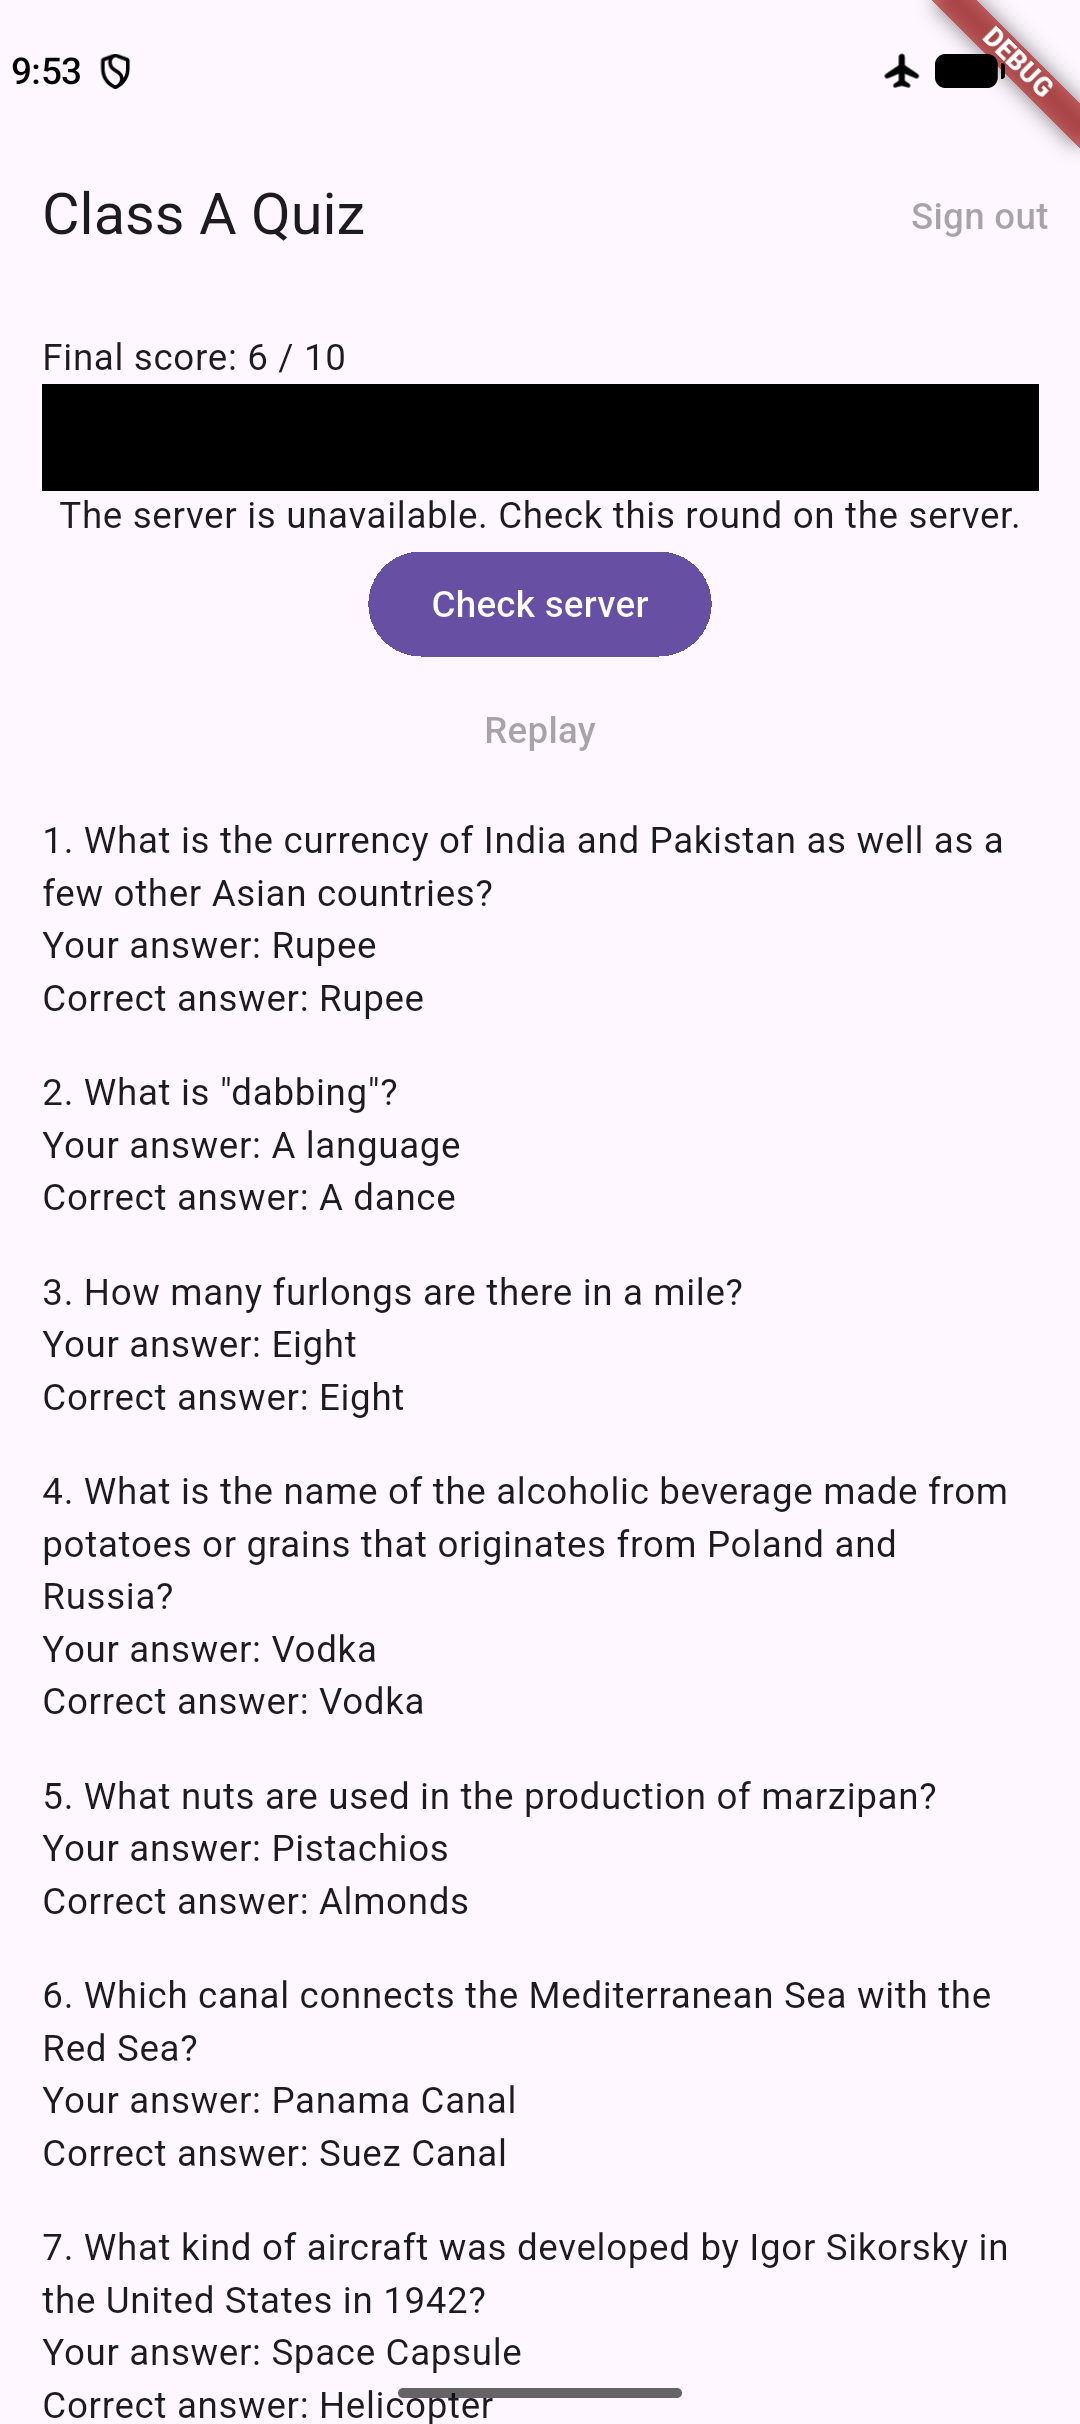 9:53
DEBUG
Class A Quiz
Sign out
Final score: 6 / 10
The server is unavailable. Check this round on the server.
Check server
Replay
1. What is the currency of India and Pakistan as well as a
few other Asian countries?
Your answer: Rupee
Correct answer: Rupee
2. What is "dabbing"?
Your answer: A language
Correct answer: A dance
3. How many furlongs are there in a mile?
Your answer: Eight
Correct answer: Eight
4. What is the name of the alcoholic beverage made from
potatoes or grains that originates from Poland and
Russia?
Your answer: Vodka
Correct answer: Vodka
5. What nuts are used in the production of marzipan?
Your answer: Pistachios
Correct answer: Almonds
6. Which canal connects the Mediterranean Sea with the
Red Sea?
Your answer: Panama Canal
Correct answer: Suez Canal
7. What kind of aircraft was developed by Igor Sikorsky in
the United States in 1942?
Your answer: Space Capsule
Correct answer: Helicopter